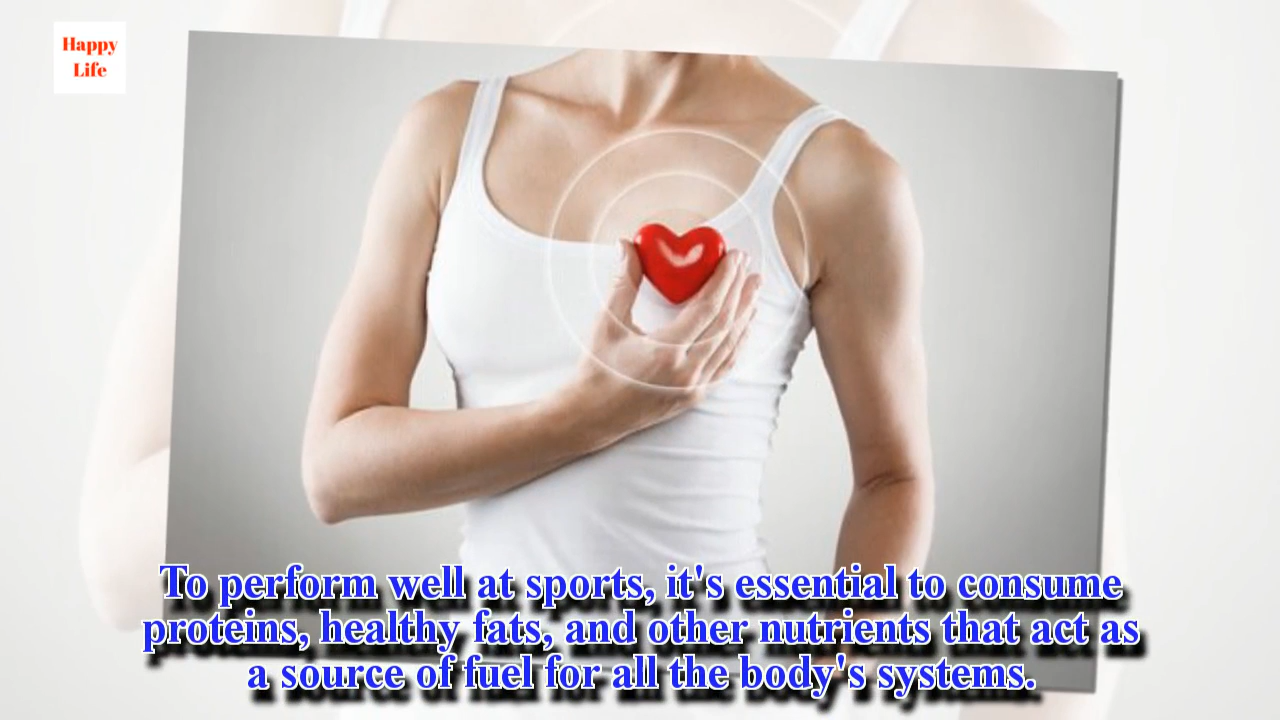 Happy
Life
To perform well at sports, it's essential to consume
proteins, healthy fats, and other nutrients that act as
a source of fuel for all the body's systems.